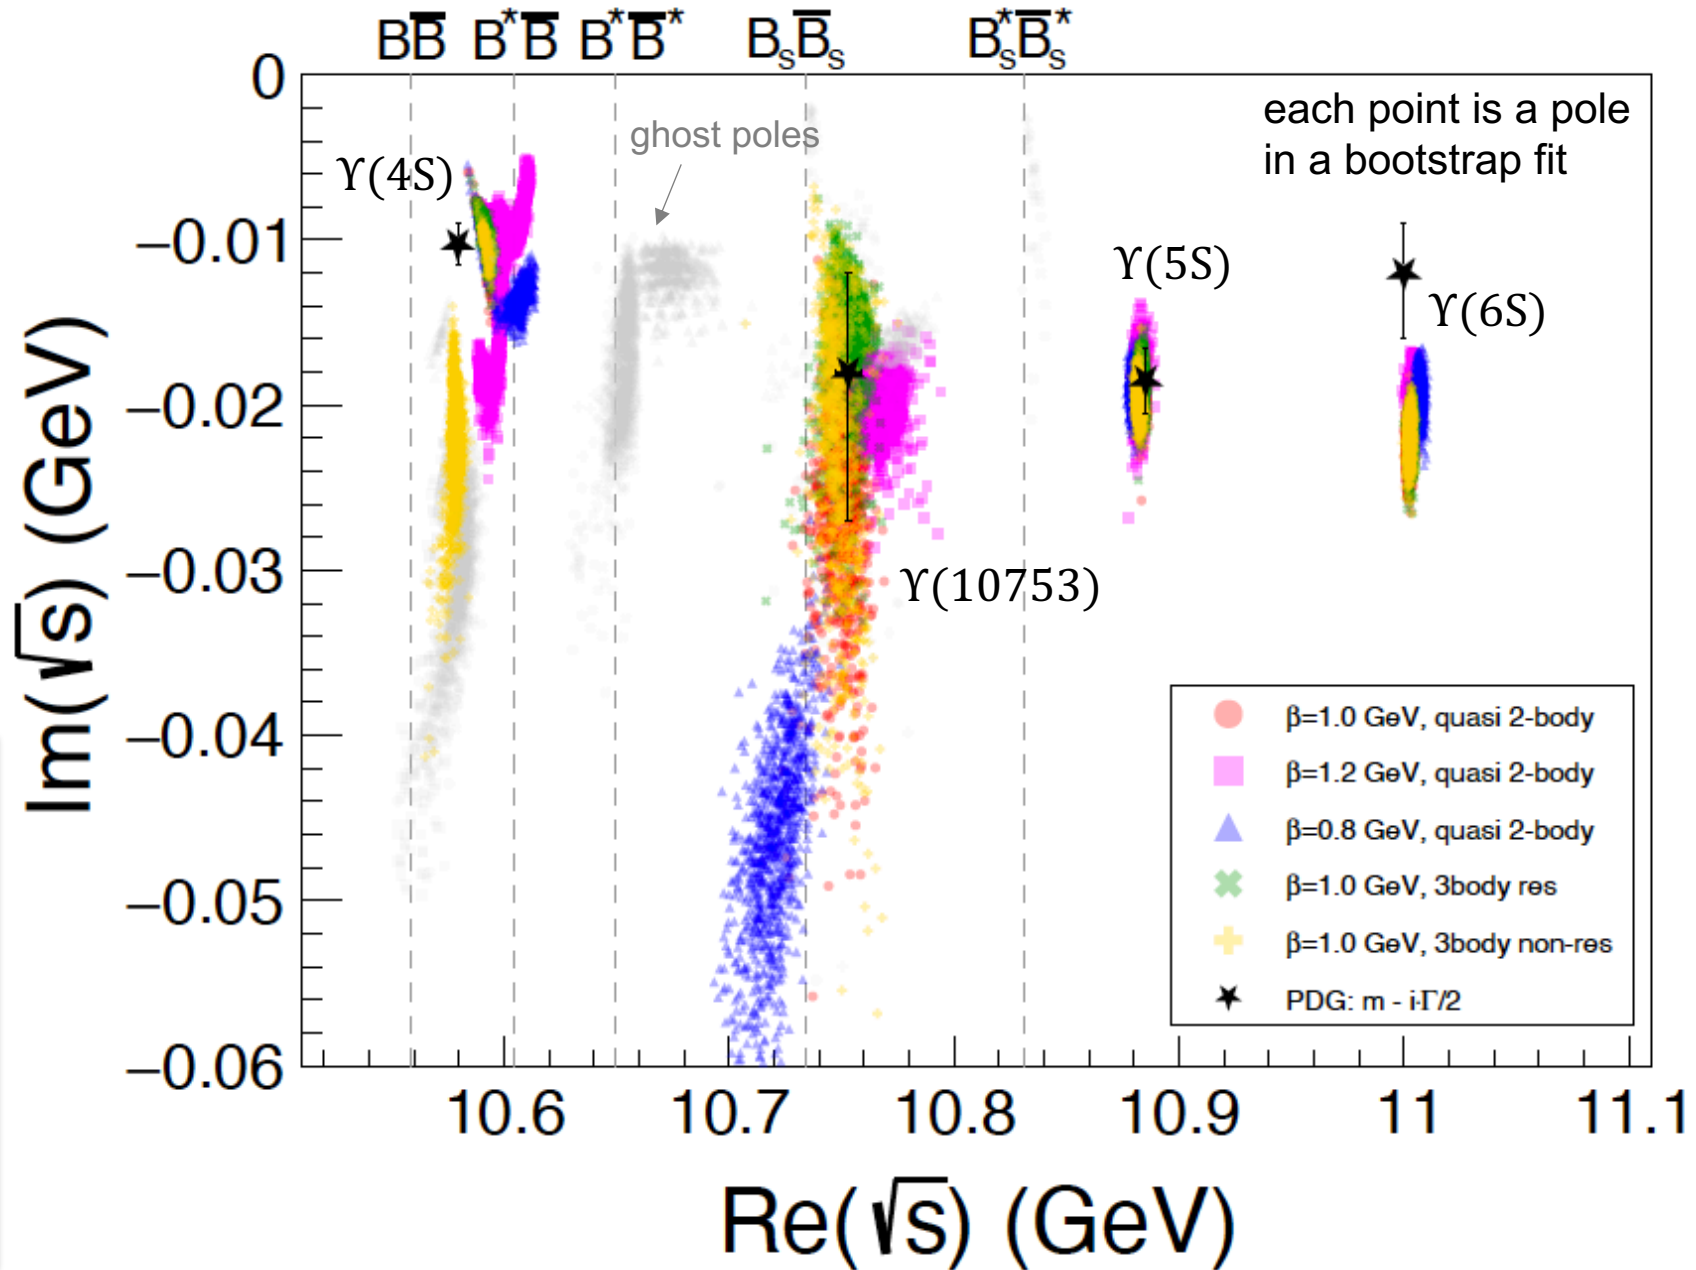 BB̅ B*B̅ B*B̅* BₛB̅ₛ Bₛ*B̅ₛ*
0
−0.01
−0.02
−0.03
−0.04
−0.05
−0.06
Im(√s) (GeV)
each point is a pole
in a bootstrap fit
ghost poles
ϒ(4S)
ϒ(5S)
ϒ(6S)
ϒ(10753)
β=1.0 GeV, quasi 2-body
β=1.2 GeV, quasi 2-body
β=0.8 GeV, quasi 2-body
β=1.0 GeV, 3body res
β=1.0 GeV, 3body non-res
PDG: m - i·Γ/2
10.6 10.7 10.8 10.9 11 11.1
Re(√s) (GeV)